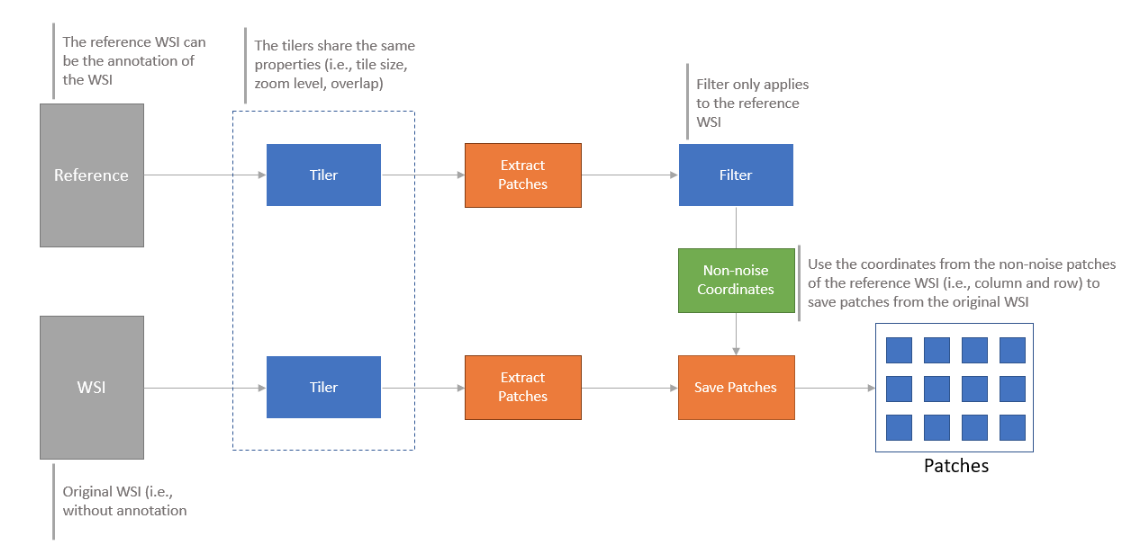 The reference WSI can
be the annotation of
the WSI
The tilers share the same
properties (i.e., tile size,
zoom level, overlap)
Filter only applies
to the reference
WSI
Reference
Tiler
Extract
Patches
Filter
Non-noise
Coordinates
Use the coordinates from the non-noise patches
of the reference WSI (i.e., column and row) to
save patches from the original WSI
WSI
Tiler
Extract
Patches
Save Patches
Patches
Original WSI (i.e.,
without annotation